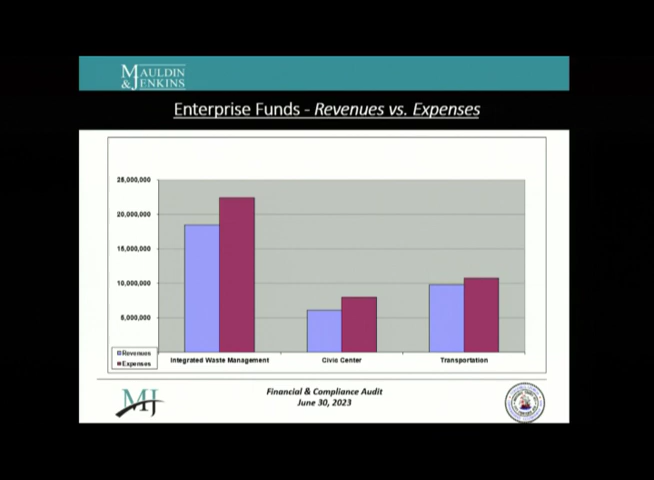 MAULDIN
& JENKINS
Enterprise Funds - Revenues vs. Expenses
25,000,000
20,000,000
15,000,000
10,000,000
5,000,000
Revenues
Expenses
Integrated Waste Management
Civic Center
Transportation
MJ
Financial & Compliance Audit
June 30, 2023